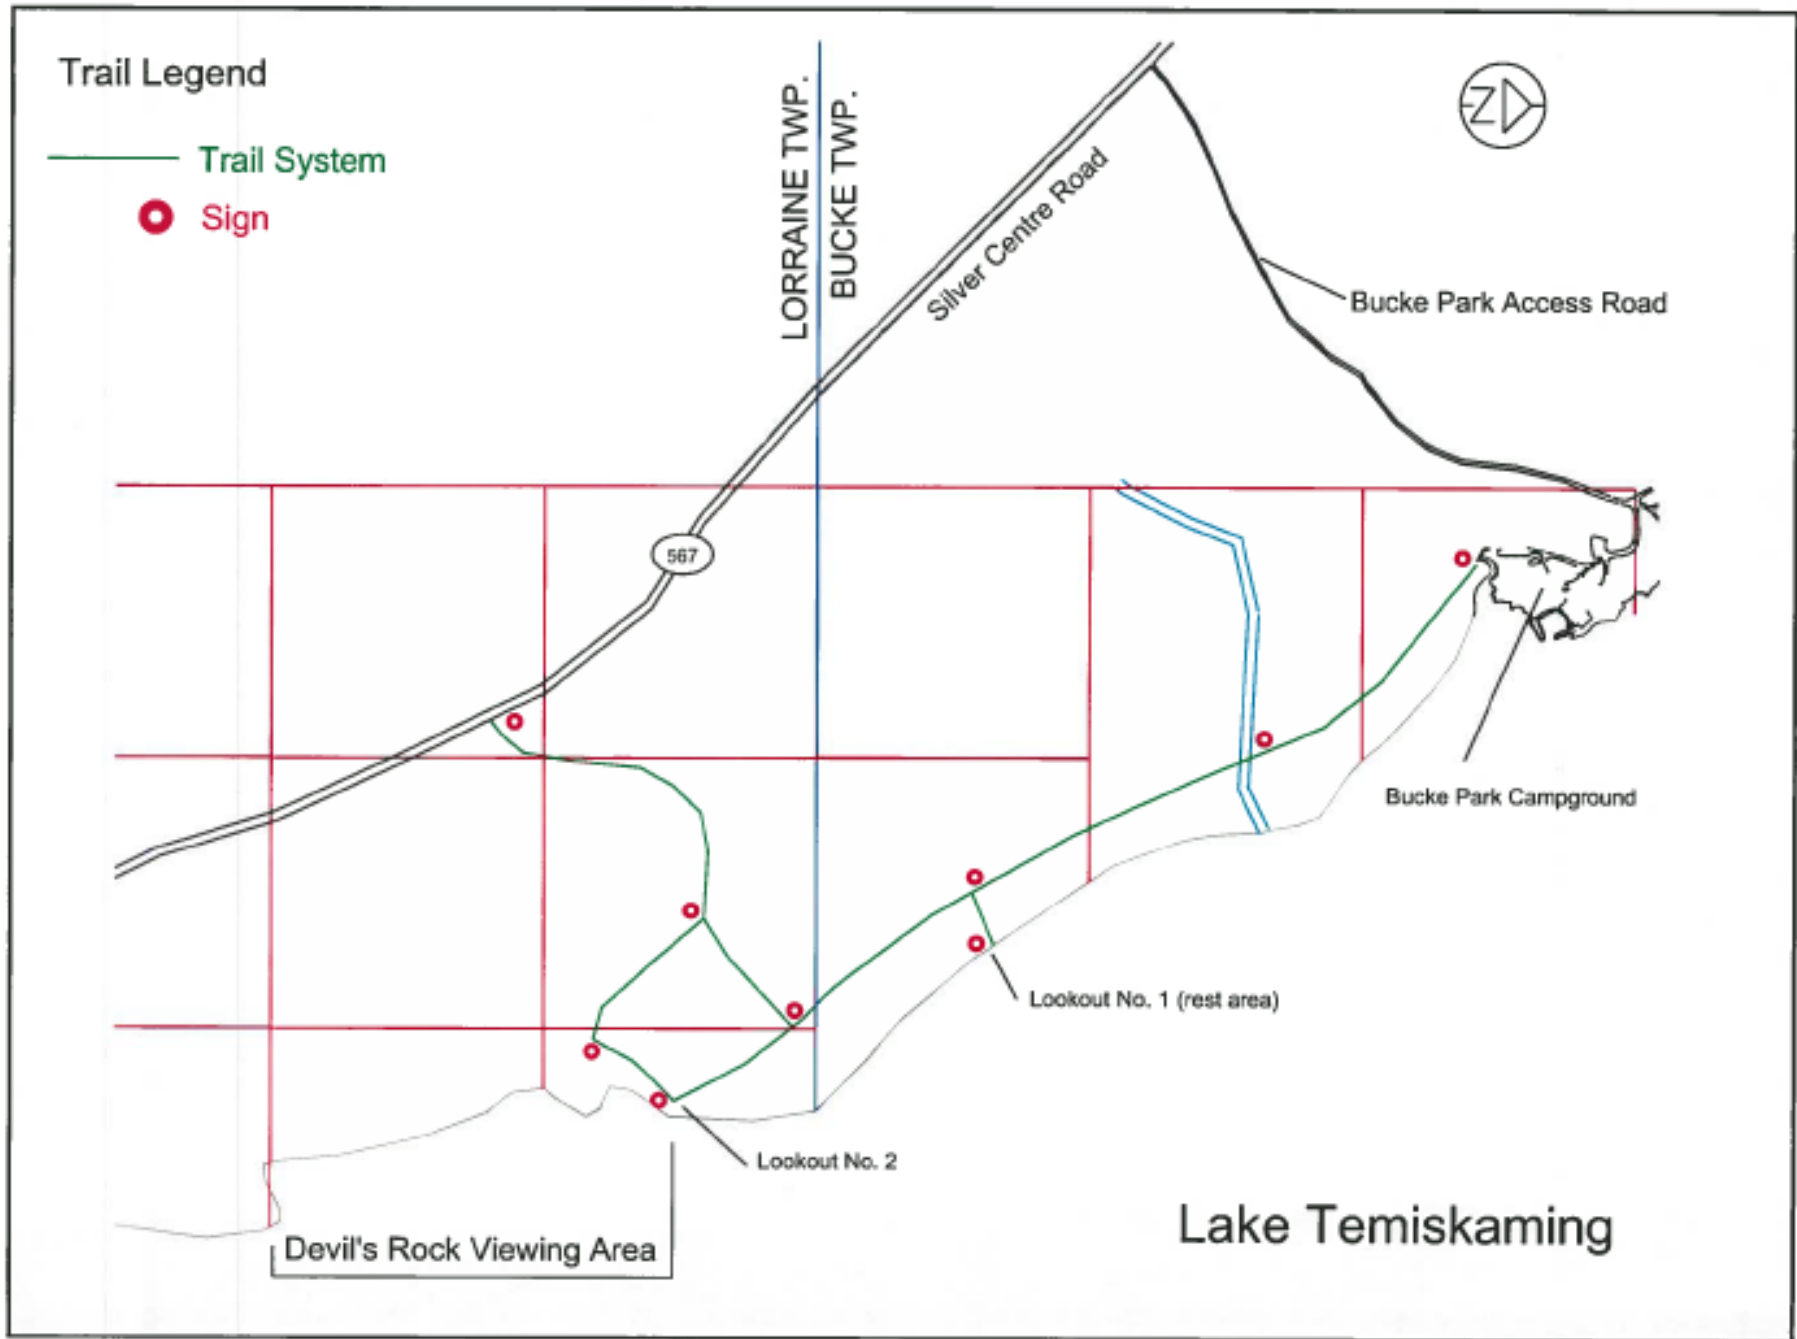 Trail Legend
Trail System
Sign
LORRAINE TWP.
BUCKE TWP.
Silver Centre Road
N
Bucke Park Access Road
567
Bucke Park Campground
Lookout No. 1 (rest area)
Lookout No. 2
Devil's Rock Viewing Area
Lake Temiskaming